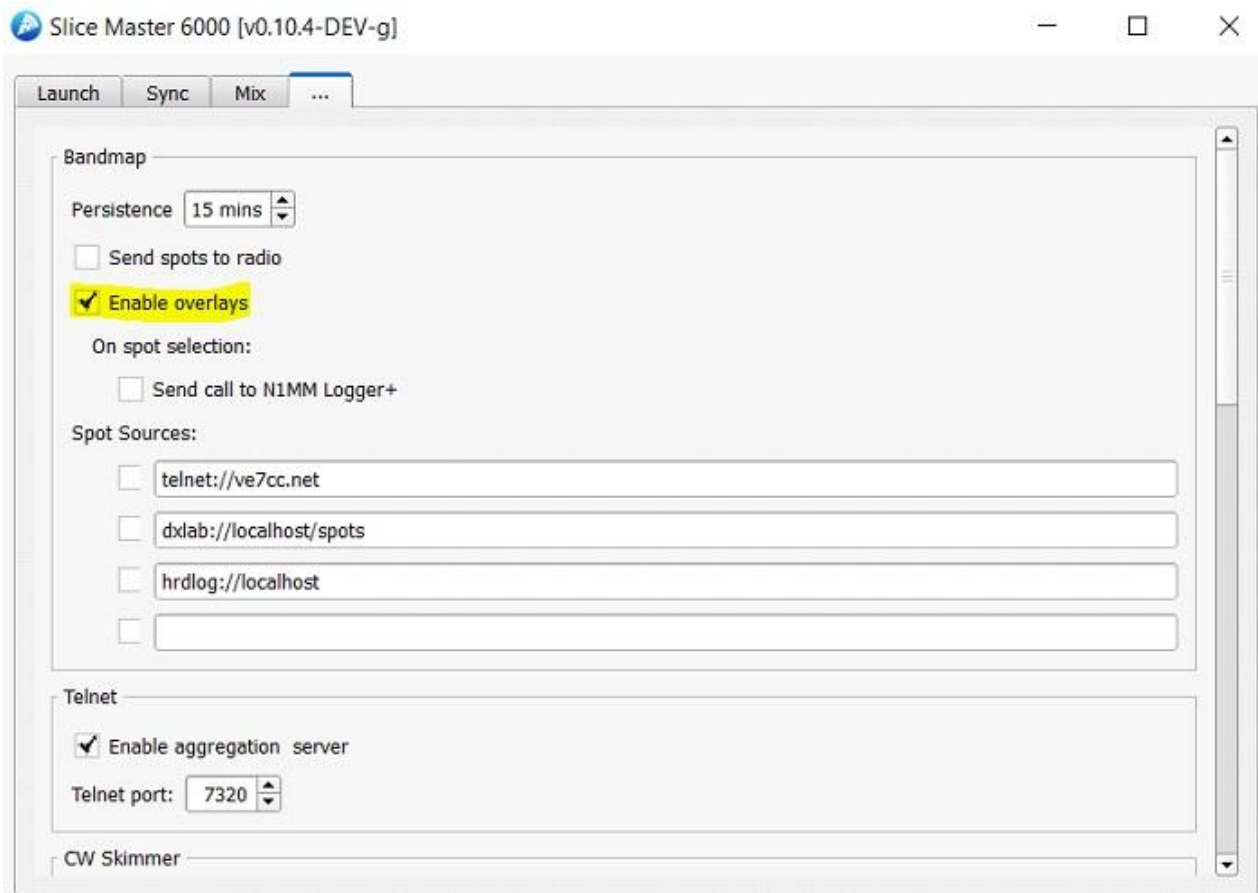 Slice Master 6000 [v0.10.4-DEV-g]
Launch Sync Mix ...
Bandmap
Persistence 15 mins
Send spots to radio
Enable overlays
On spot selection:
Send call to N1MM Logger+
Spot Sources:
telnet://ve7cc.net
dxlab://localhost/spots
hrdlog://localhost
Telnet
Enable aggregation server
Telnet port: 7320
CW Skimmer